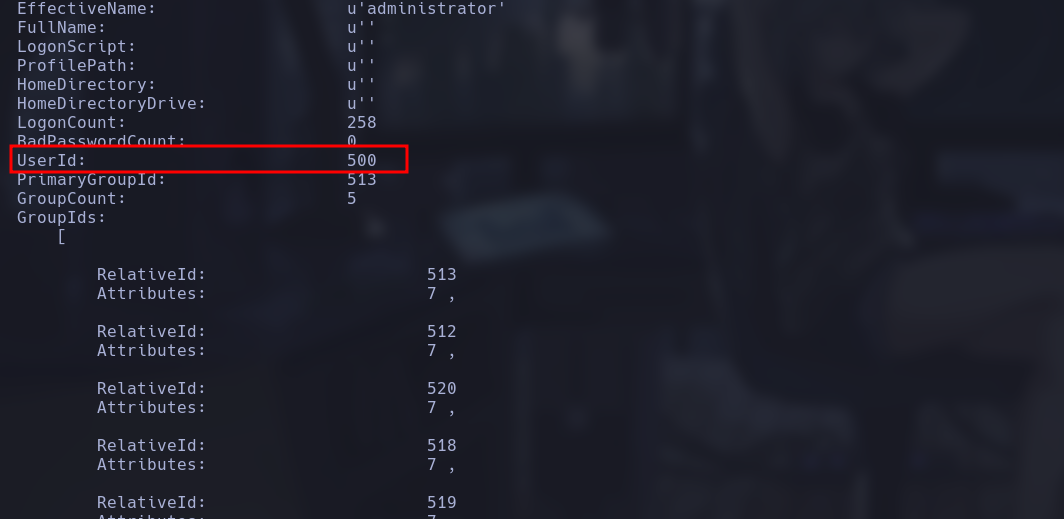 EffectiveName: u'administrator'
FullName: u''
LogonScript: u''
ProfilePath: u''
HomeDirectory: u''
HomeDirectoryDrive: u''
LogonCount: 258
BadPasswordCount: 0
UserId: 500
PrimaryGroupId: 513
GroupCount: 5
GroupIds:
[
RelativeId: 513
Attributes: 7 ,
RelativeId: 512
Attributes: 7 ,
RelativeId: 520
Attributes: 7 ,
RelativeId: 518
Attributes: 7 ,
RelativeId: 519
Attributes: 7